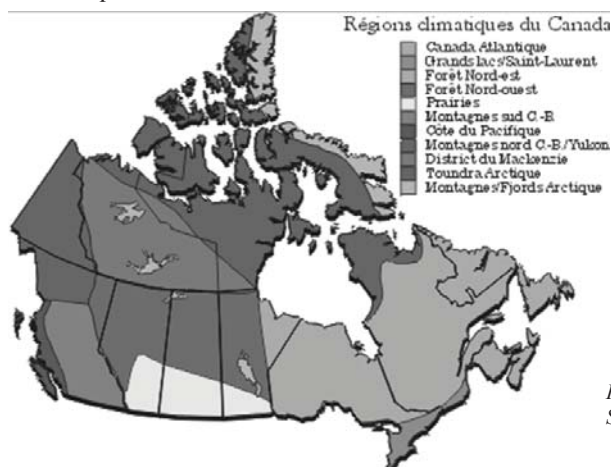 Régions climatiques du Canada
Canada Atlantique
Grands lacs/Saint-Laurent
Forêt Nord-est
Forêt Nord-ouest
Prairies
Montagnes sud C.-B
Côte du Pacifique
Montagnes nord C.-B/Yukon
District du Mackenzie
Toundra Arctique
Montagnes/Fjords Arctique